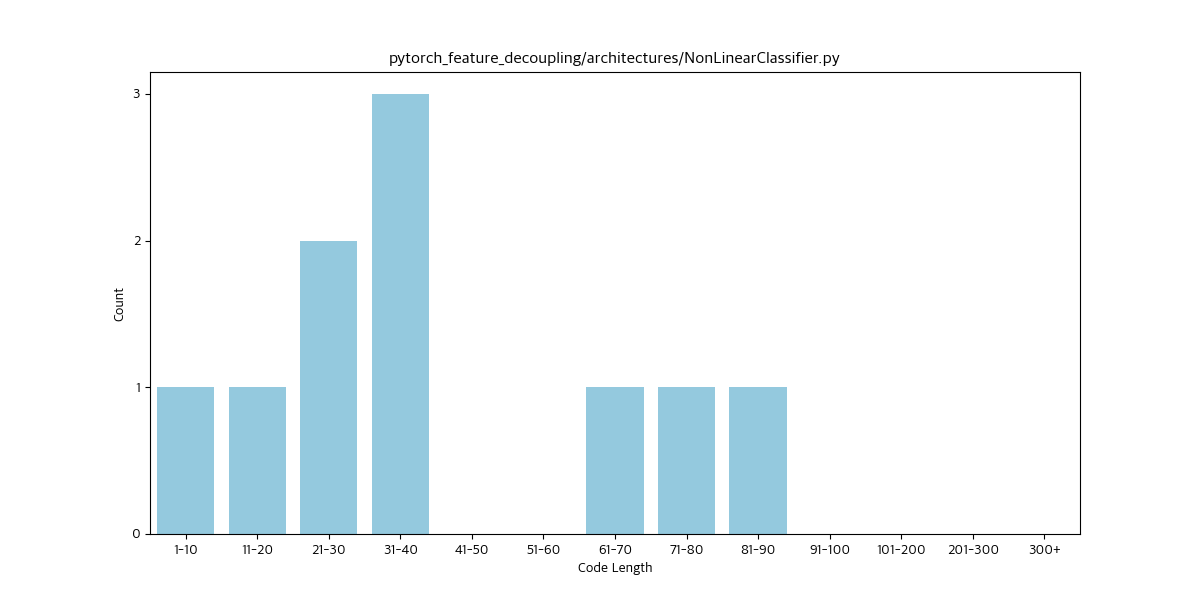 pytorch_feature_decoupling/architectures/NonLinearClassifier.py
3
2
1
0
Count
1-10 11-20 21-30 31-40 41-50 51-60 61-70 71-80 81-90 91-100 101-200 201-300 300+
Code Length